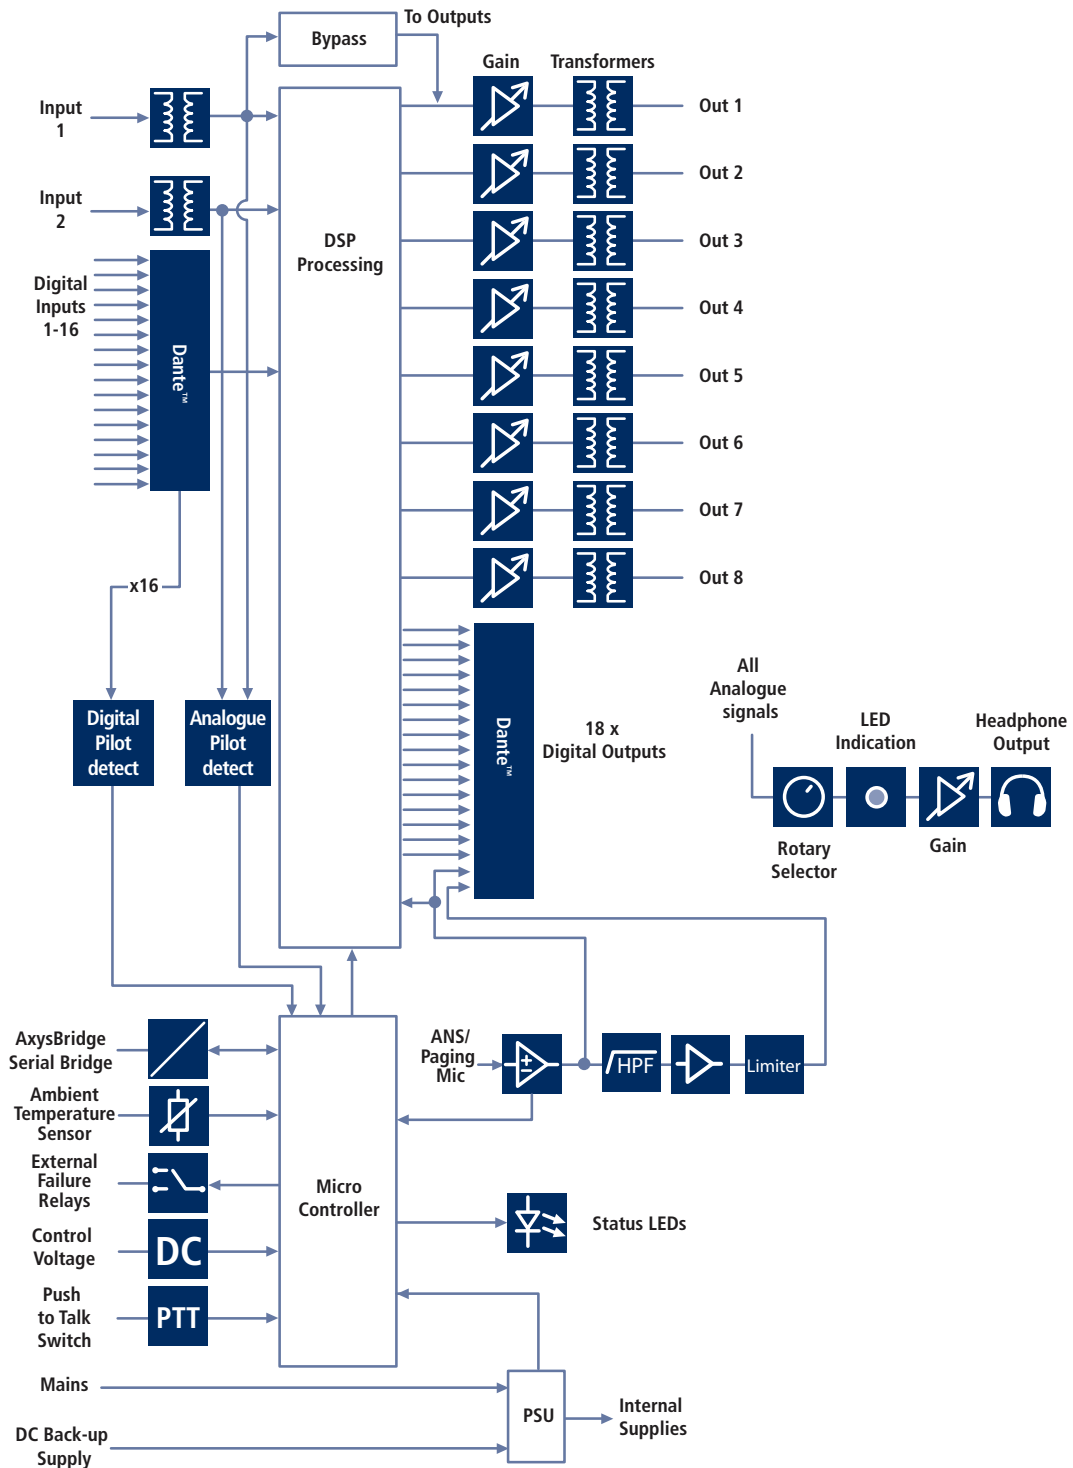 To Outputs
Bypass
Gain
Transformers
Input
1
Out 1
Out 2
Input
2
DSP
Processing
Out 3
Digital
Inputs
1-16
Out 4
Dante™
Out 5
Out 6
Out 7
x16
Out 8
Digital
Pilot
detect
Analogue
Pilot
detect
Dante™
18 x
Digital Outputs
All
Analogue
signals
LED
Indication
Headphone
Output
Rotary
Selector
Gain
AxysBridge
Serial Bridge
ANS/
Paging
Mic
HPF
Limiter
Ambient
Temperature
Sensor
External
Failure
Relays
Micro
Controller
Status LEDs
Control
Voltage
DC
Push
to Talk
Switch
PTT
Mains
PSU
Internal
Supplies
DC Back-up
Supply